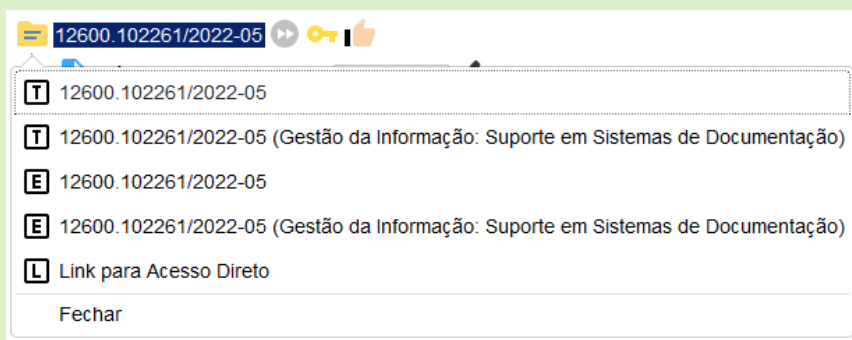 12600.102261/2022-05
T 12600.102261/2022-05
T 12600.102261/2022-05 (Gestão da Informação: Suporte em Sistemas de Documentação)
E 12600.102261/2022-05
E 12600.102261/2022-05 (Gestão da Informação: Suporte em Sistemas de Documentação)
L Link para Acesso Direto
Fechar